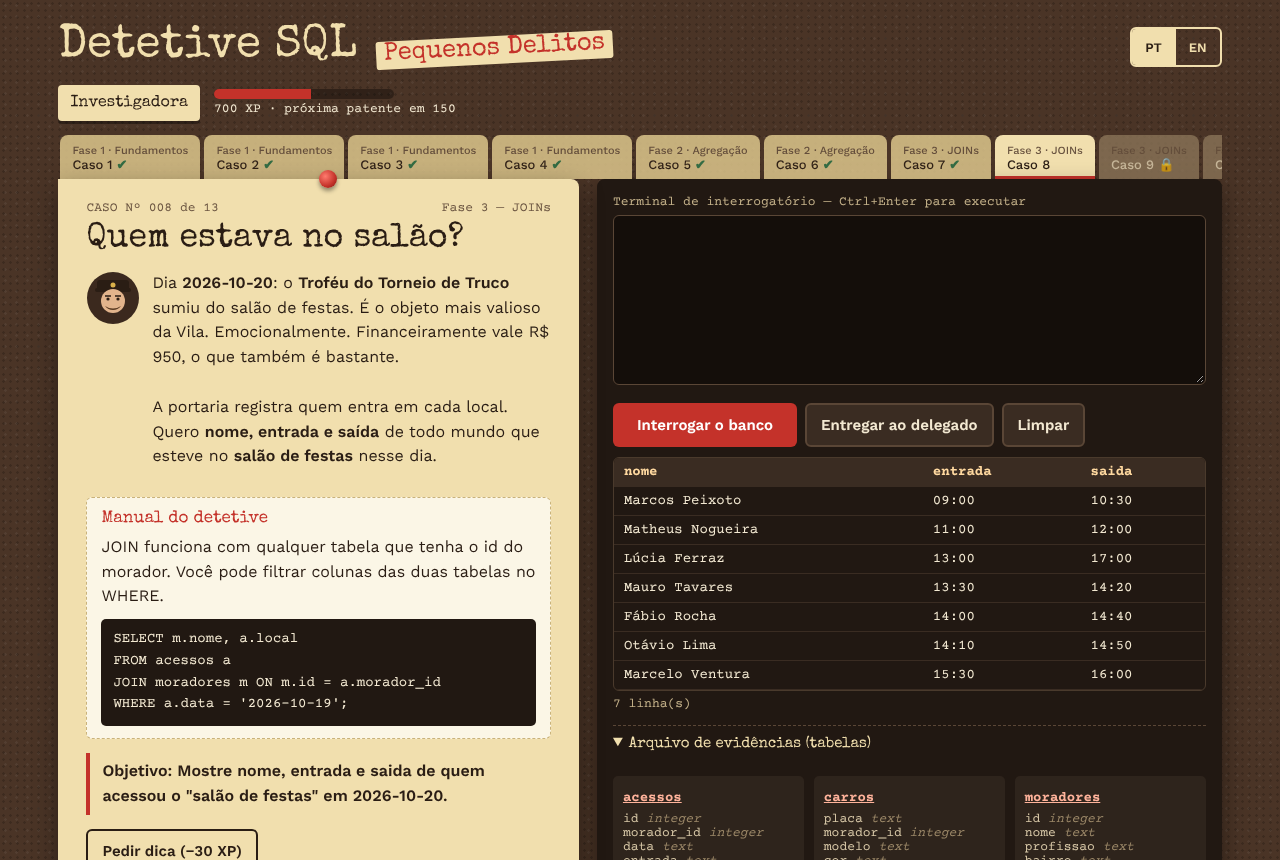 Detetive SQL
Pequenos Delitos
PT
EN
Investigadora
700 XP · próxima patente em 150
Fase 1 · Fundamentos
Caso 1 ✔
Fase 1 · Fundamentos
Caso 2 ✔
Fase 1 · Fundamentos
Caso 3 ✔
Fase 1 · Fundamentos
Caso 4 ✔
Fase 2 · Agregação
Caso 5 ✔
Fase 2 · Agregação
Caso 6 ✔
Fase 3 · JOINs
Caso 7 ✔
Fase 3 · JOINs
Caso 8
Fase 3 · JOINs
Caso 9 🔒
CASO Nº 008 de 13
Fase 3 — JOINs
Quem estava no salão?
Dia 2026-10-20: o Troféu do Torneio de Truco
sumiu do salão de festas. É o objeto mais valioso
da Vila. Emocionalmente. Financeiramente vale R$
950, o que também é bastante.
A portaria registra quem entra em cada local.
Quero nome, entrada e saída de todo mundo que
esteve no salão de festas nesse dia.
Manual do detetive
JOIN funciona com qualquer tabela que tenha o id do
morador. Você pode filtrar colunas das duas tabelas no
WHERE.
SELECT m.nome, a.local
FROM acessos a
JOIN moradores m ON m.id = a.morador_id
WHERE a.data = '2026-10-19';
Objetivo: Mostre nome, entrada e saida de quem
acessou o "salão de festas" em 2026-10-20.
Pedir dica (−30 XP)
Terminal de interrogatório — Ctrl+Enter para executar
Interrogar o banco
Entregar ao delegado
Limpar
nome entrada saida
Marcos Peixoto 09:00 10:30
Matheus Nogueira 11:00 12:00
Lúcia Ferraz 13:00 17:00
Mauro Tavares 13:30 14:20
Fábio Rocha 14:00 14:40
Otávio Lima 14:10 14:50
Marcelo Ventura 15:30 16:00
7 linha(s)
▼ Arquivo de evidências (tabelas)
acessos
id integer
morador_id integer
data text
entrada text
carros
placa text
morador_id integer
modelo text
cor text
moradores
id integer
nome text
profissao text
bairro text